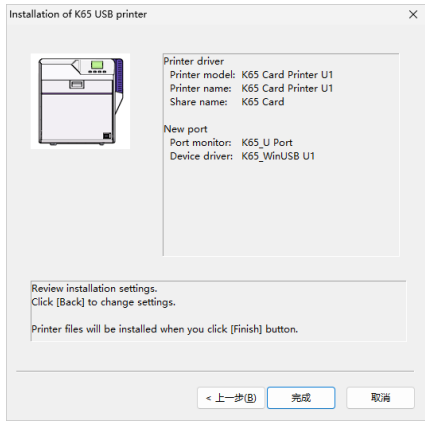 Installation of K65 USB printer
Printer driver
Printer model: K65 Card Printer U1
Printer name: K65 Card Printer U1
Share name: K65 Card
New port
Port monitor: K65_U Port
Device driver: K65_WinUSB U1
Review installation settings.
Click [Back] to change settings.
Printer files will be installed when you click [Finish] button.
< 上一步(B) 完成 取消